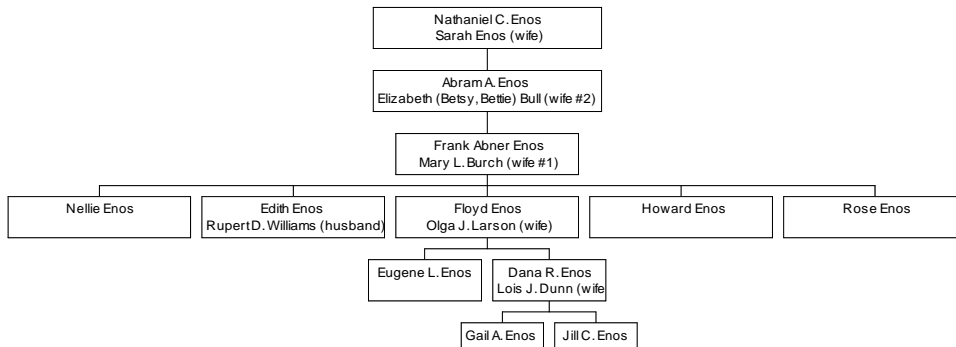 Nathaniel C. Enos
Sarah Enos (wife)
Abram A. Enos
Elizabeth (Betsy, Bettie) Bull (wife #2)
Frank Abner Enos
Mary L. Burch (wife #1)
Nellie Enos
Edith Enos
Rupert D. Williams (husband)
Floyd Enos
Olga J. Larson (wife)
Howard Enos
Rose Enos
Eugene L. Enos
Dana R. Enos
Lois J. Dunn (wife
Gail A. Enos
Jill C. Enos